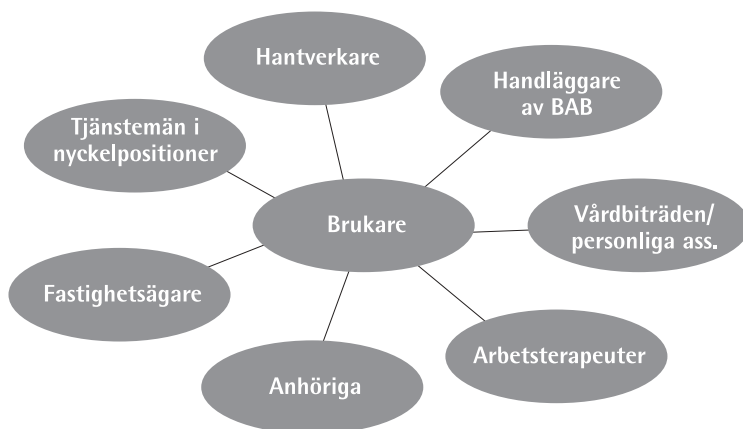 Hantverkare
Handläggare
av BAB
Tjänstemän i
nyckelpositioner
Brukare
Vårdbiträden/
personliga ass.
Fastighetsägare
Arbetsterapeuter
Anhöriga